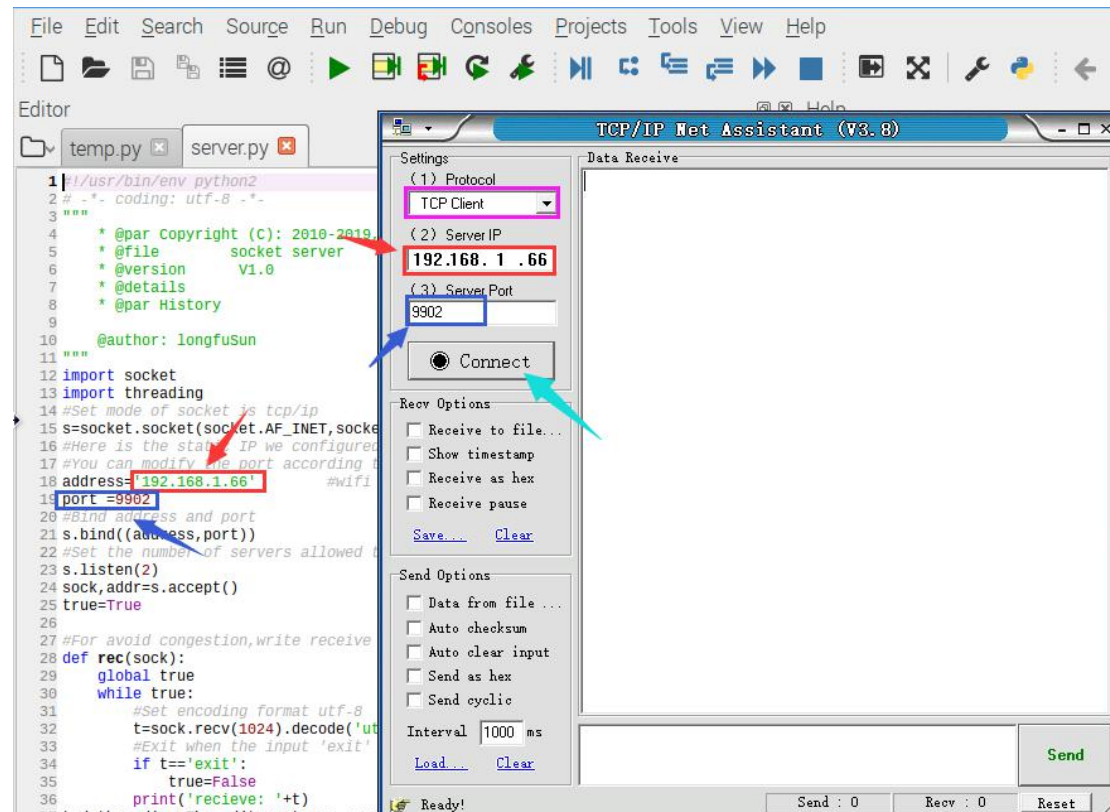 File Edit Search Source Run Debug Consoles Projects Tools View Help
Editor
Help
temp.py
server.py
1 #!/usr/bin/env python2
2 # -*- coding: utf-8 -*-
3 """
4 * @par Copyright (C): 2010-2019,
5 * @file socket server
6 * @version V1.0
7 * @details
8 * @par History
9
10 @author: longfuSun
11 """
12 import socket
13 import threading
14 #Set mode of socket is tcp/ip
15 s=socket.socket(socket.AF_INET,socke
16 #Here is the static IP we configured
17 #You can modify the port according t
18 address='192.168.1.66' #wifi
19 port =9902
20 #Bind address and port
21 s.bind((address,port))
22 #Set the number of servers allowed t
23 s.listen(2)
24 sock,addr=s.accept()
25 true=True
26
27 #For avoid congestion,write receive
28 def rec(sock):
29 global true
30 while true:
31 #Set encoding format utf-8
32 t=sock.recv(1024).decode('ut
33 #Exit when the input 'exit'
34 if t=='exit':
35 true=False
36 print('recieve: '+t)
TCP/IP Net Assistant (V3.8)
Settings
(1) Protocol
TCP Client
(2) Server IP
192.168. 1 .66
(3) Server Port
9902
Connect
Recv Options
Receive to file...
Show timestamp
Receive as hex
Receive pause
Save... Clear
Send Options
Data from file ...
Auto checksum
Auto clear input
Send as hex
Send cyclic
Interval 1000 ms
Load... Clear
Ready!
Data Receive
Send
Send : 0 Recv : 0 Reset